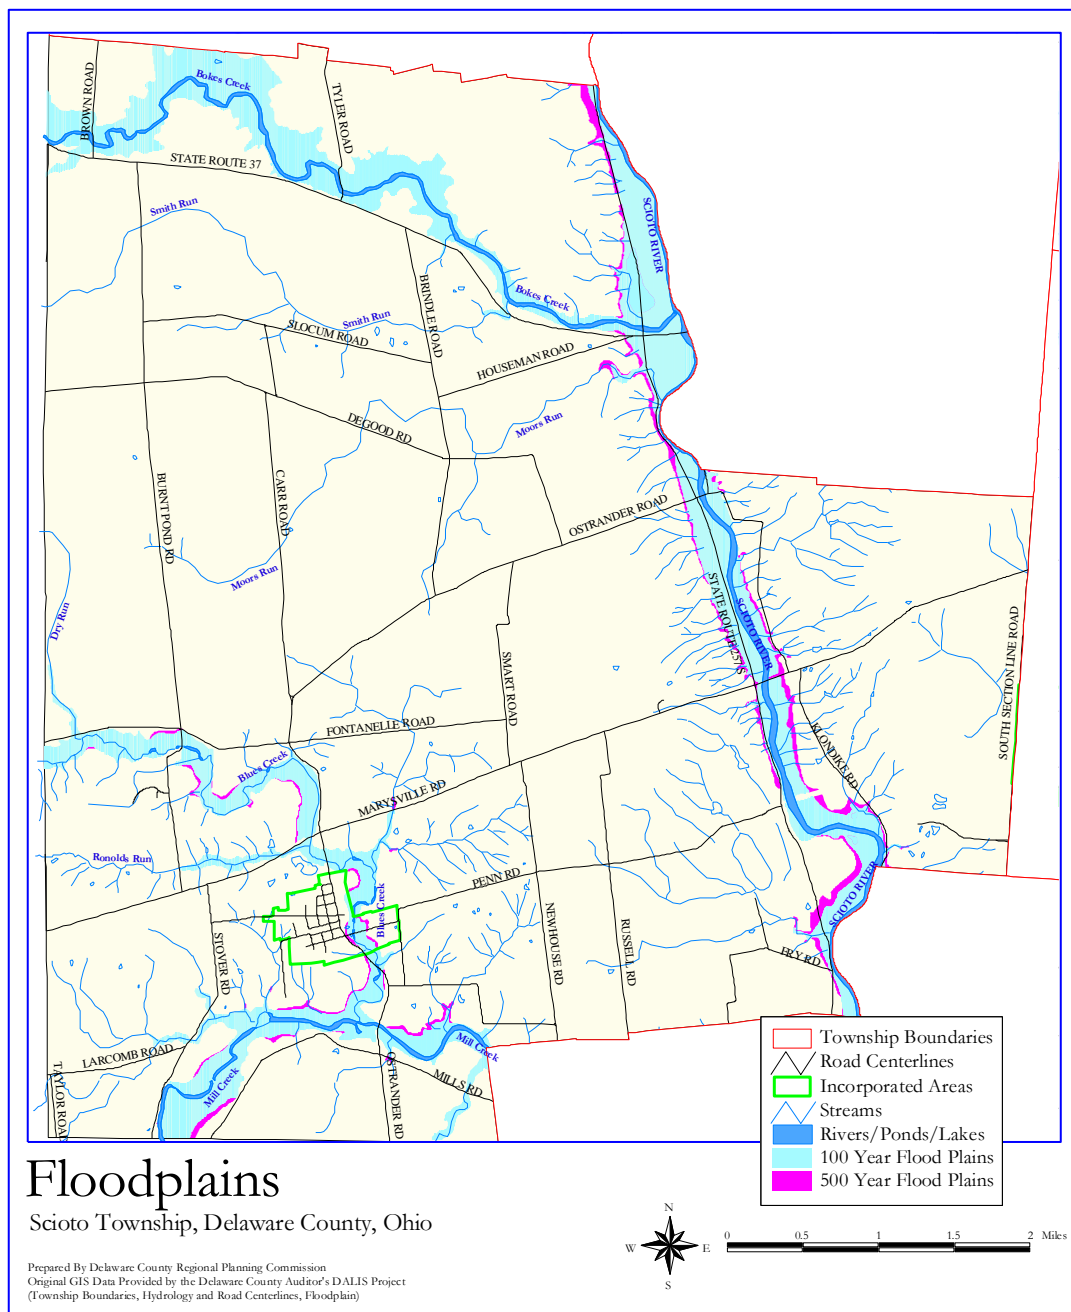 Bokes Creek
BROWN ROAD
TYLER ROAD
STATE ROUTE 37
Smith Run
SCIOTO RIVER
BRINDLE ROAD
Bokes Creek
Smith Run
SLOCUM ROAD
HOUSEMAN ROAD
DEGOOD RD
Moors Run
BURNT POND RD
CARR ROAD
OSTRANDER ROAD
Moors Run
Dry Run
STATE ROUTE 257 S
SCIOTO RIVER
SMART ROAD
SOUTH SECTION LINE ROAD
FONTANELLE ROAD
KLONDIKE RD
Blues Creek
MARYSVILLE RD
Ronolds Run
PENN RD
SCIOTO RIVER
Blues Creek
STOVER RD
NEWHOUSE RD
RUSSELL RD
FRY RD
LARCOMB ROAD
Mill Creek
TAYLOR ROAD
Mill Creek
OSTRANDER RD
MILLS RD
Township Boundaries
Road Centerlines
Incorporated Areas
Streams
Rivers/Ponds/Lakes
100 Year Flood Plains
500 Year Flood Plains
Floodplains
Scioto Township, Delaware County, Ohio
N
W E
S
0 0.5 1 1.5 2 Miles
Prepared By Delaware County Regional Planning Commission
Original GIS Data Provided by the Delaware County Auditor's DALIS Project
(Township Boundaries, Hydrology and Road Centerlines, Floodplain)